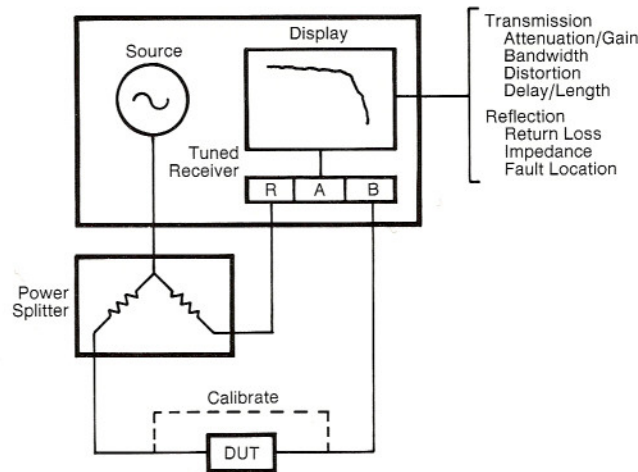 Source
Display
Tuned
Receiver
R A B
Transmission
Attenuation/Gain
Bandwidth
Distortion
Delay/Length
Reflection
Return Loss
Impedance
Fault Location
Power
Splitter
Calibrate
DUT